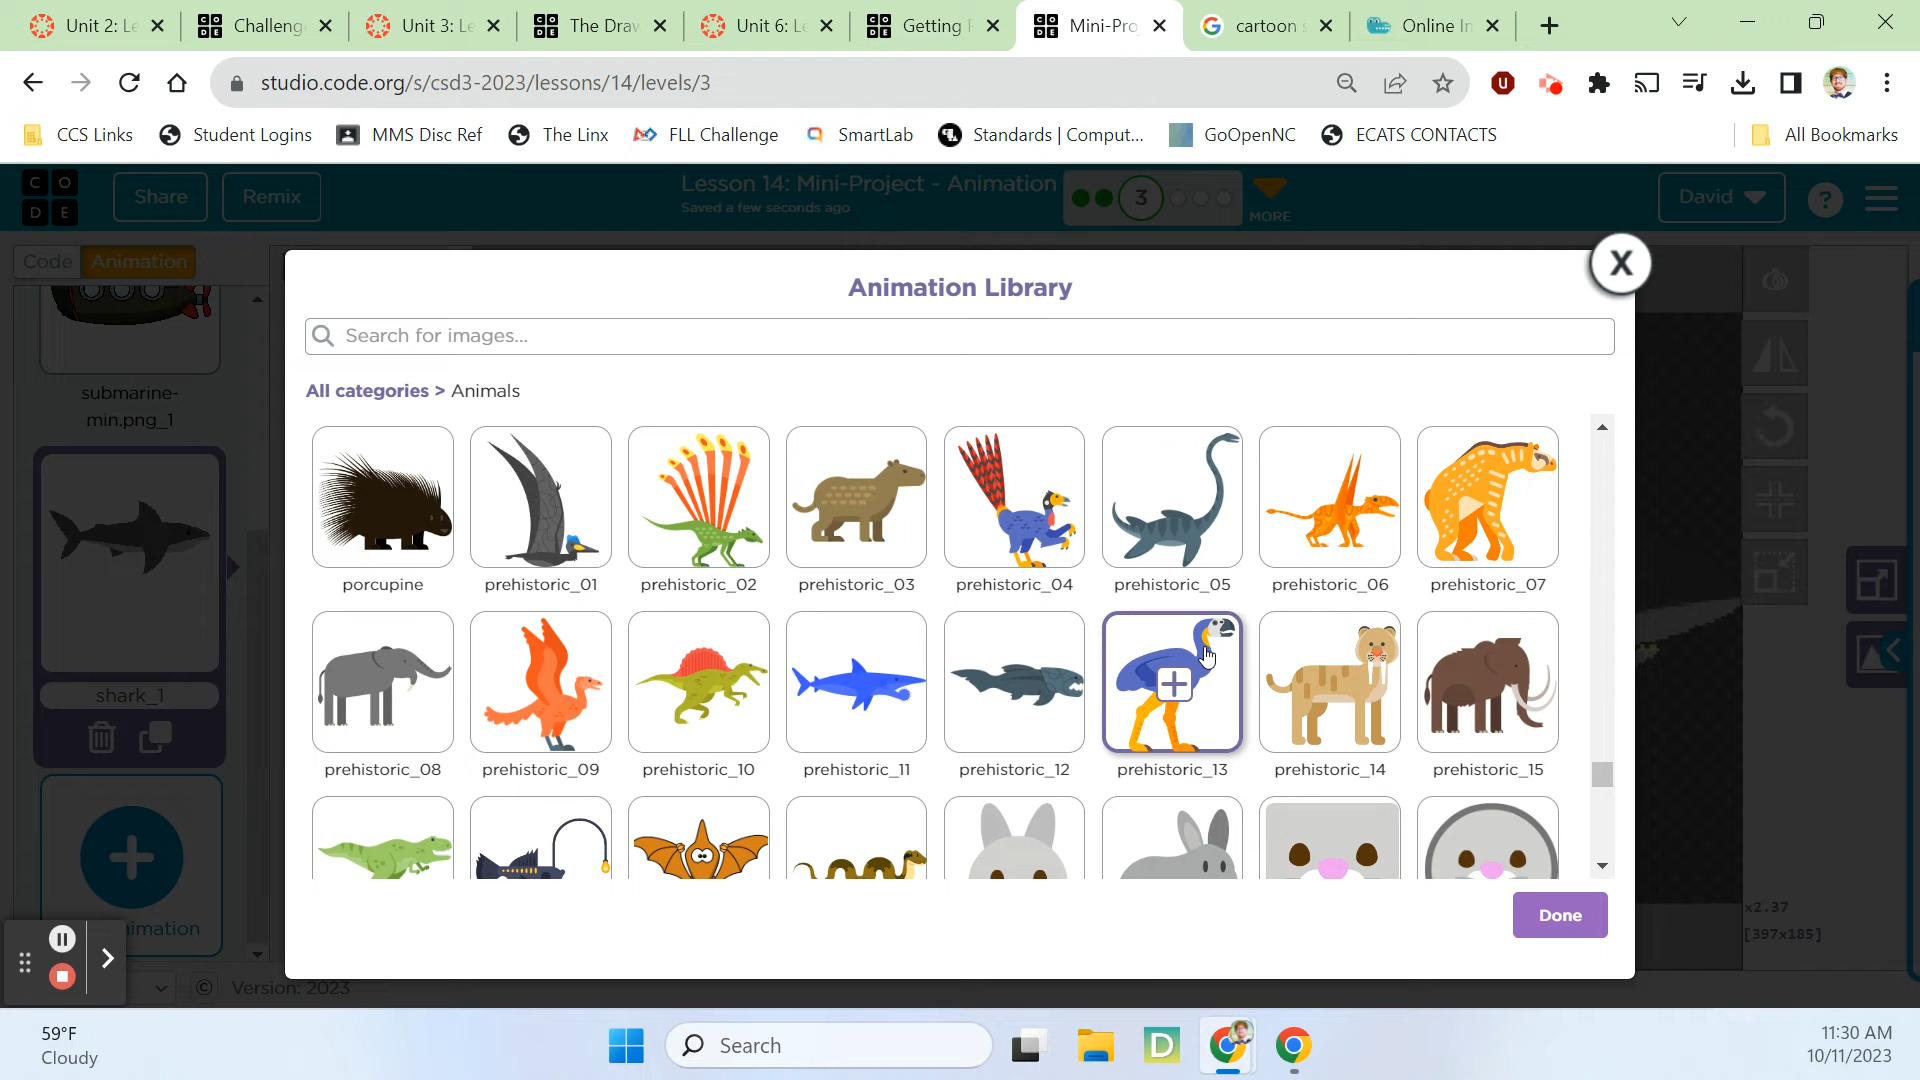 Unit 2: Le
Challeng
Unit 3: Le
The Draw
Unit 6: Le
Getting F
Mini-Pro
cartoon s
Online In
studio.code.org/s/csd3-2023/lessons/14/levels/3
CCS Links
Student Logins
MMS Disc Ref
The Linx
FLL Challenge
SmartLab
Standards | Comput...
GoOpenNC
ECATS CONTACTS
All Bookmarks
C O
D E
Share
Remix
Lesson 14: Mini-Project - Animation
Saved a few seconds ago
3
MORE
David
?
Code
Animation
submarine-
min.png_1
shark_1
imation
Version: 2023
Animation Library
X
Search for images...
All categories > Animals
porcupine
prehistoric_01
prehistoric_02
prehistoric_03
prehistoric_04
prehistoric_05
prehistoric_06
prehistoric_07
prehistoric_08
prehistoric_09
prehistoric_10
prehistoric_11
prehistoric_12
prehistoric_13
prehistoric_14
prehistoric_15
Done
x2.37
[397x185]
59°F
Cloudy
Search
D
11:30 AM
10/11/2023